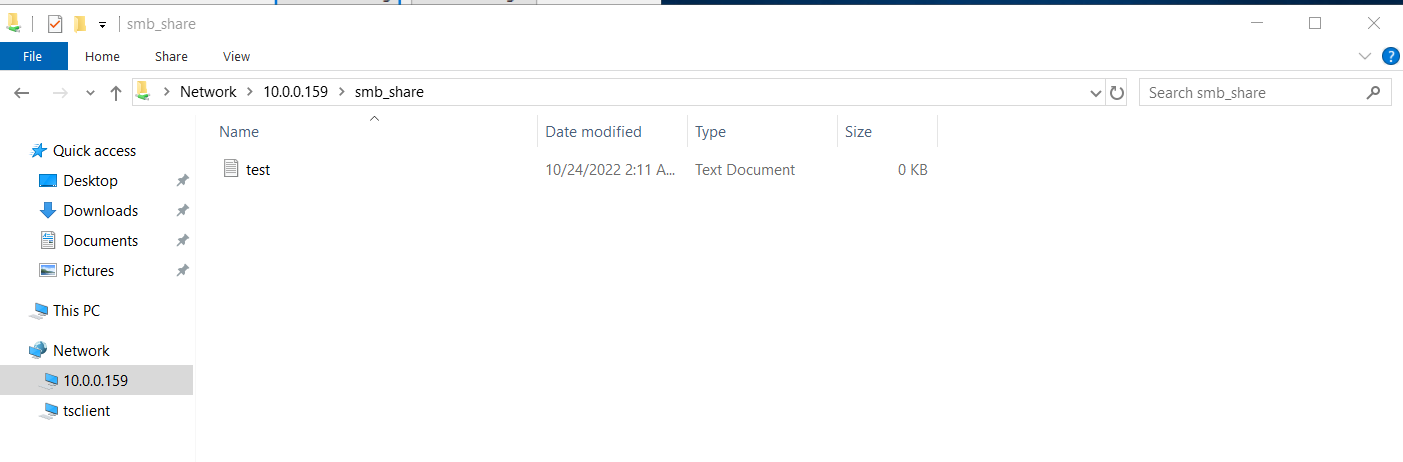 smb_share
File Home Share View
?
Network 10.0.0.159 smb_share
Search smb_share
Name Date modified Type Size
test 10/24/2022 2:11 A... Text Document 0 KB
Quick access
Desktop
Downloads
Documents
Pictures
This PC
Network
10.0.0.159
tsclient